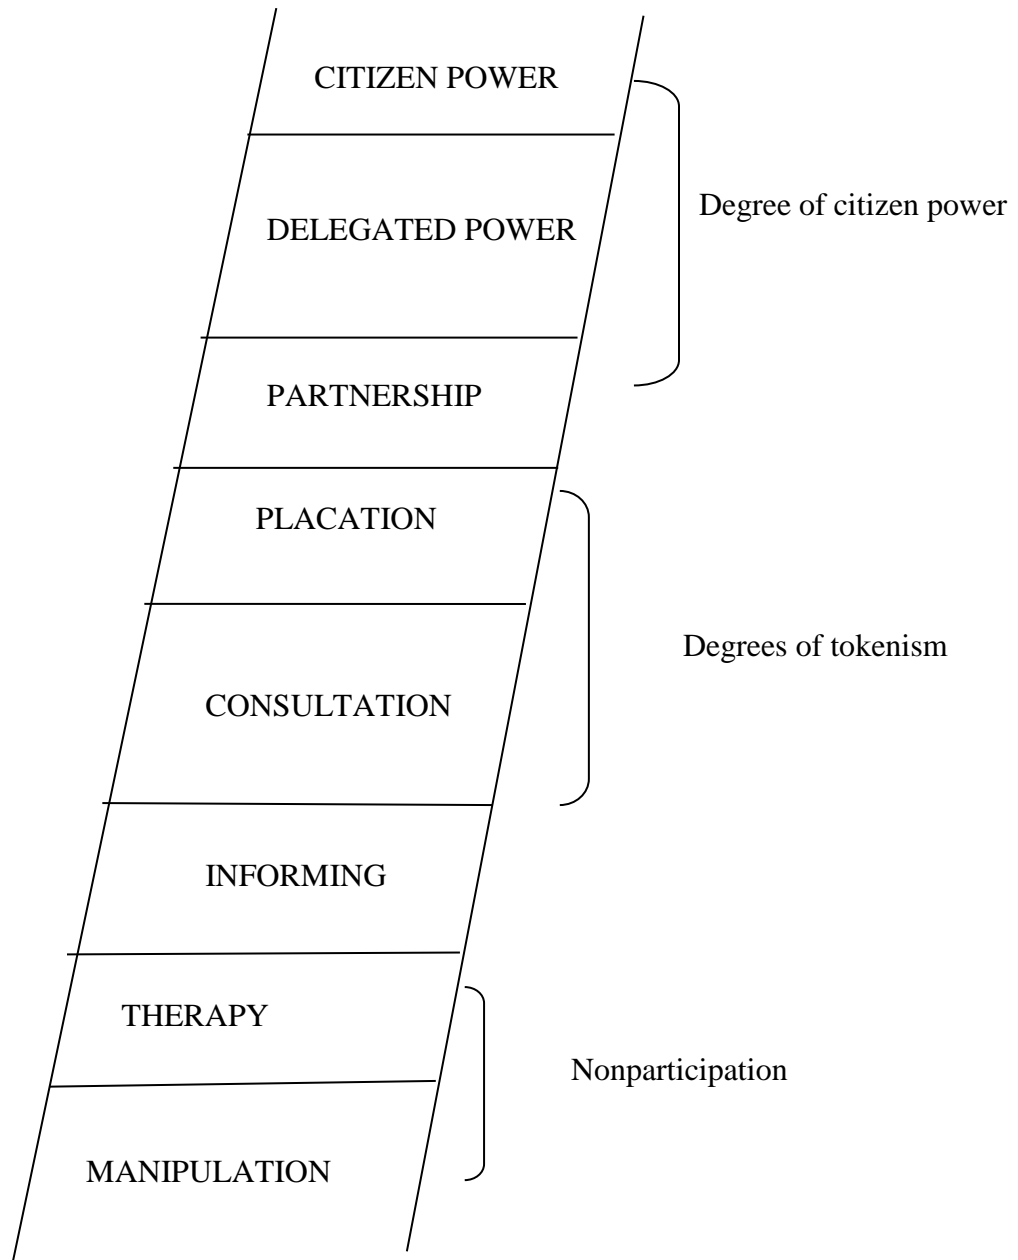 CITIZEN POWER
Degree of citizen power
DELEGATED POWER
PARTNERSHIP
PLACATION
Degrees of tokenism
CONSULTATION
INFORMING
THERAPY
Nonparticipation
MANIPULATION